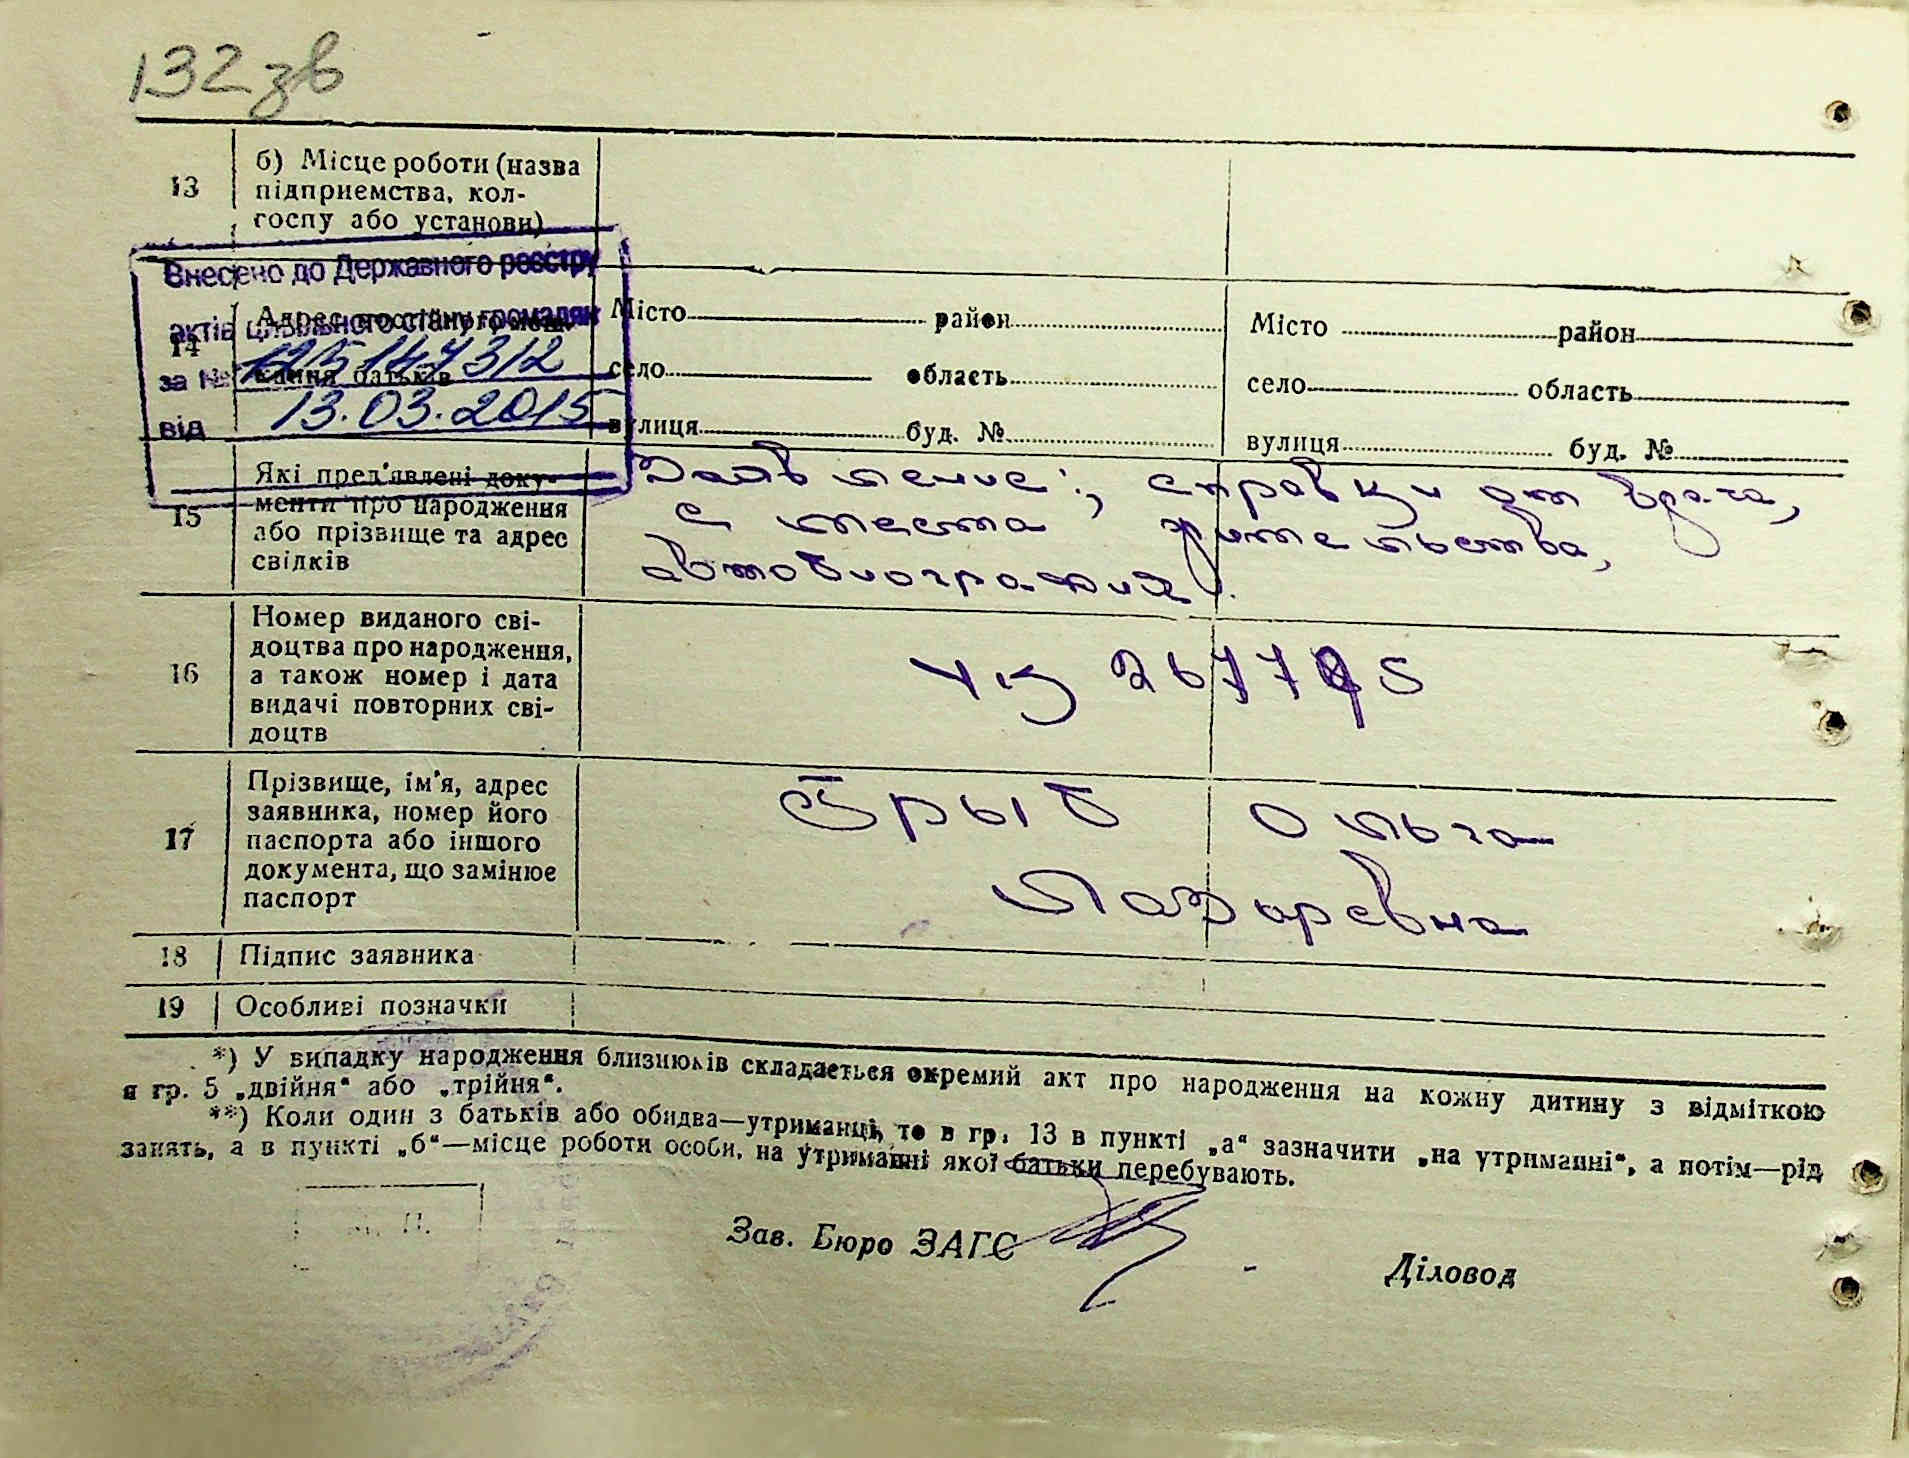 132 зв
13
б) Місце роботи (назва
підприємства, кол-
госпу або установи)
Внесено до Державного реєстру
актів цивільного стану громадян
за №
від 13.03.2015
14
Адрес постійного меш-
кання батьків
Місто район
село область
вулиця буд. №
Місто район
село область
вулиця буд. №
15
Які пред'явлені доку-
менти про народження
або прізвище та адрес
свідків
Заявление, справки от врача,
с места жительства,
автобиография.
16
Номер виданого сві-
доцтва про народження,
а також номер і дата
видачі повторних сві-
доцтв
17
Прізвище, ім'я, адрес
заявника, номер його
паспорта або іншого
документа, що замінює
паспорт
Ольга
Лазаревна
18 Підпис заявника
19 Особливі позначки
*) У випадку народження близнюків складається окремий акт про народження на кожну дитину з відміткою
в гр. 5 „двійня“ або „трійня“.
**) Коли один з батьків або обидва—утриманці, то в гр. 13 в пункті „а“ зазначити „на утриманні“, а потім—рід
занять, а в пункті „б“—місце роботи особи, на утриманні якої батьки перебувають.
М. П.
Зав. Бюро ЗАГС
Діловод